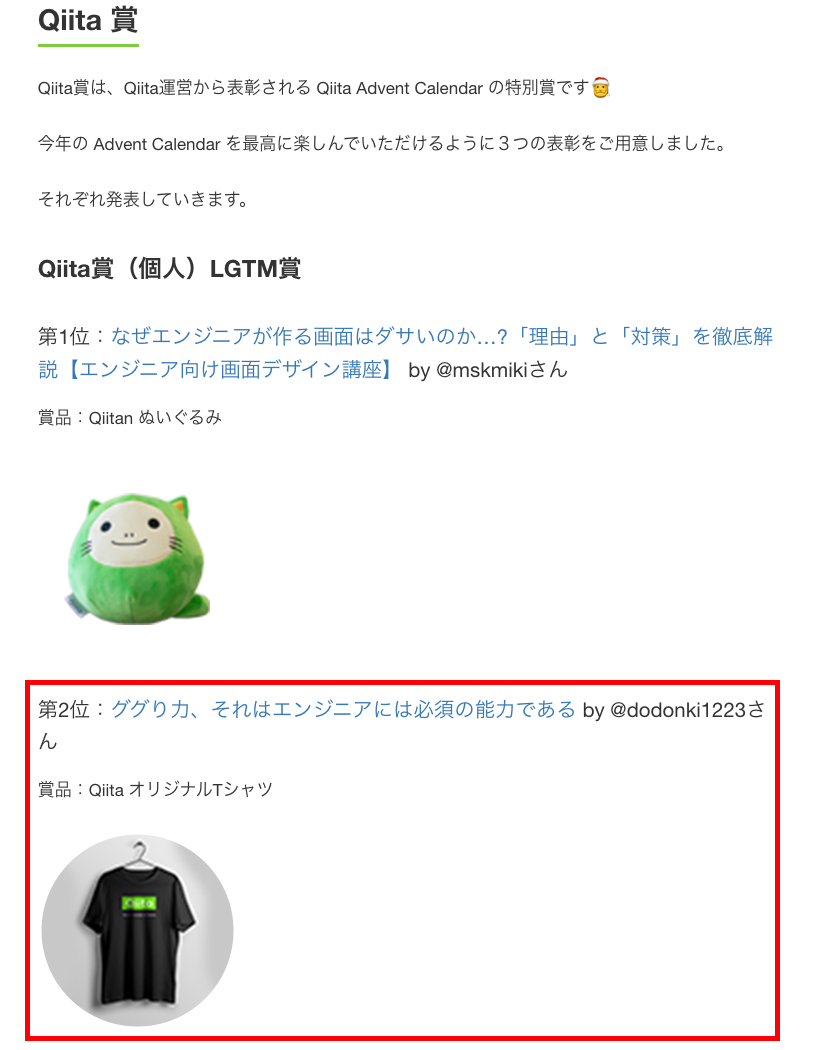 Qiita 賞
Qiita賞は、Qiita運営から表彰される Qiita Advent Calendar の特別賞です🎅
今年の Advent Calendar を最高に楽しんでいただけるように３つの表彰をご用意しました。
それぞれ発表していきます。
Qiita賞（個人）LGTM賞
第1位：なぜエンジニアが作る画面はダサいのか…?「理由」と「対策」を徹底解
説【エンジニア向け画面デザイン講座】 by @mskmikiさん
賞品：Qiitan ぬいぐるみ
第2位：ググり力、それはエンジニアには必須の能力である by @dodonki1223さ
ん
賞品：Qiita オリジナルTシャツ
Qiita